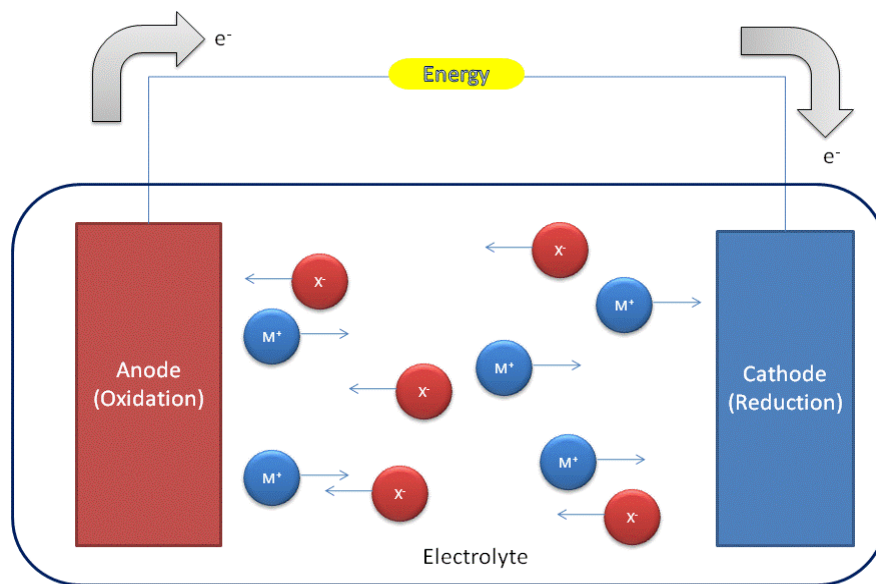 e-
Energy
e-
X-
X-
M+
M+
Anode
(Oxidation)
M+
X-
Cathode
(Reduction)
M+
M+
X-
X-
Electrolyte